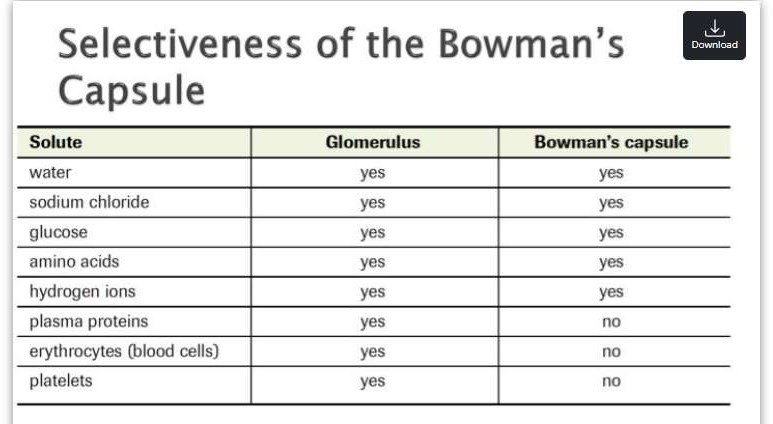 Selectiveness of the Bowman's
Capsule
Download
Solute Glomerulus Bowman's capsule
water yes yes
sodium chloride yes yes
glucose yes yes
amino acids yes yes
hydrogen ions yes yes
plasma proteins yes no
erythrocytes (blood cells) yes no
platelets yes no